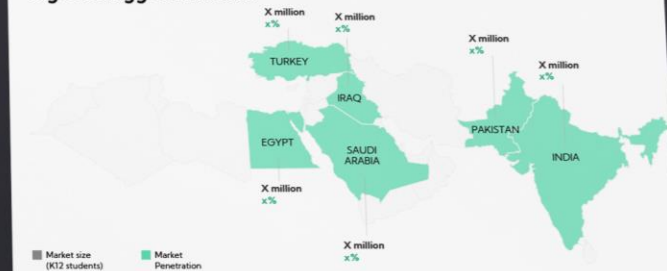 X million
x%
X million
x%
X million
x%
X million
x%
TURKEY
IRAQ
EGYPT
SAUDI
ARABIA
PAKISTAN
INDIA
X million
x%
X million
x%
Market size
(K12 students)
Market
Penetration